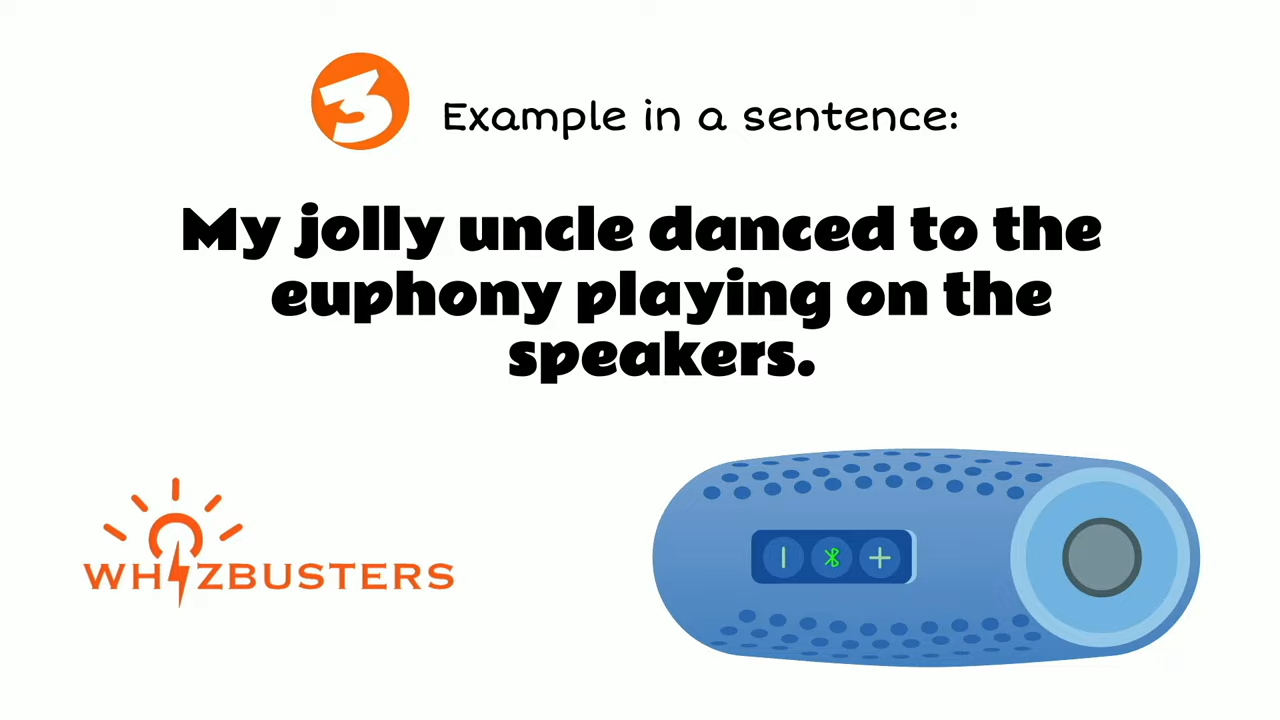 3 Example in a sentence:
My jolly uncle danced to the
euphony playing on the
speakers.
WHIZBUSTERS